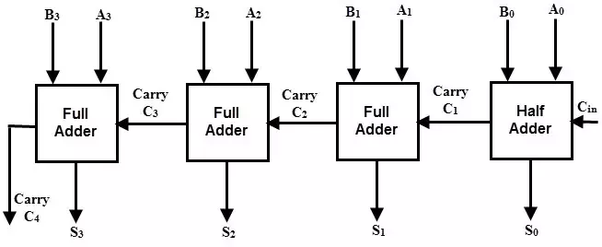 B3 A3 B2 A2 B1 A1 B0 A0
Full Adder Carry C3 Full Adder Carry C2 Full Adder Carry C1 Half Adder Cin
Carry C4
S3 S2 S1 S0